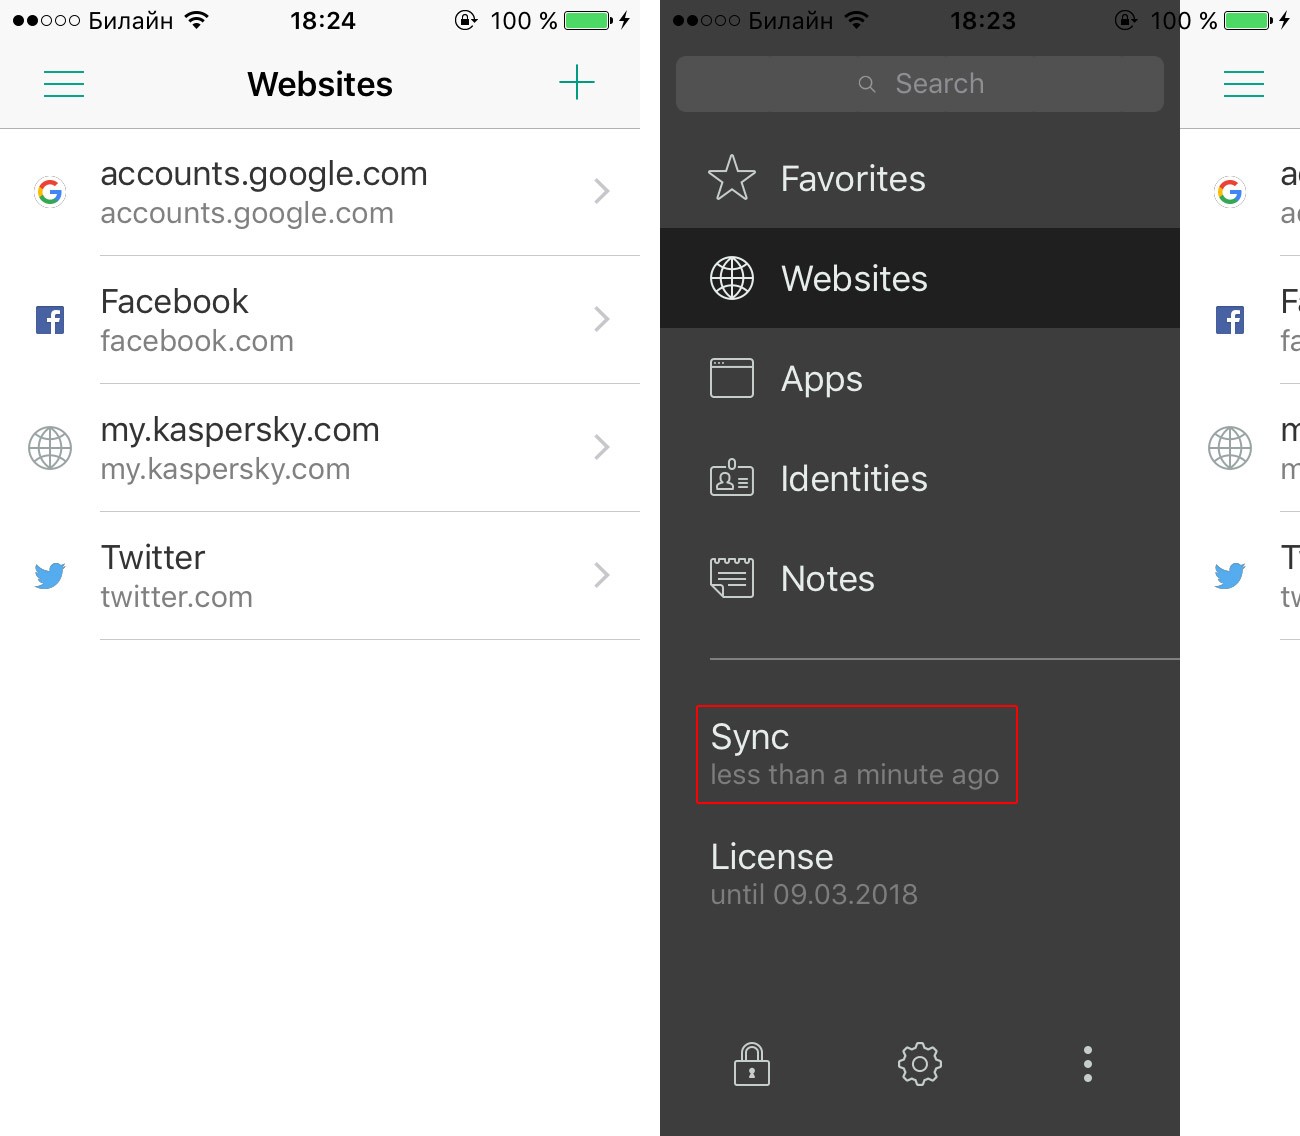 Билайн 18:24 100 %
Websites
accounts.google.com
accounts.google.com
Facebook
facebook.com
my.kaspersky.com
my.kaspersky.com
Twitter
twitter.com
Билайн 18:23 100 %
Search
Favorites
Websites
Apps
Identities
Notes
Sync
less than a minute ago
License
until 09.03.2018